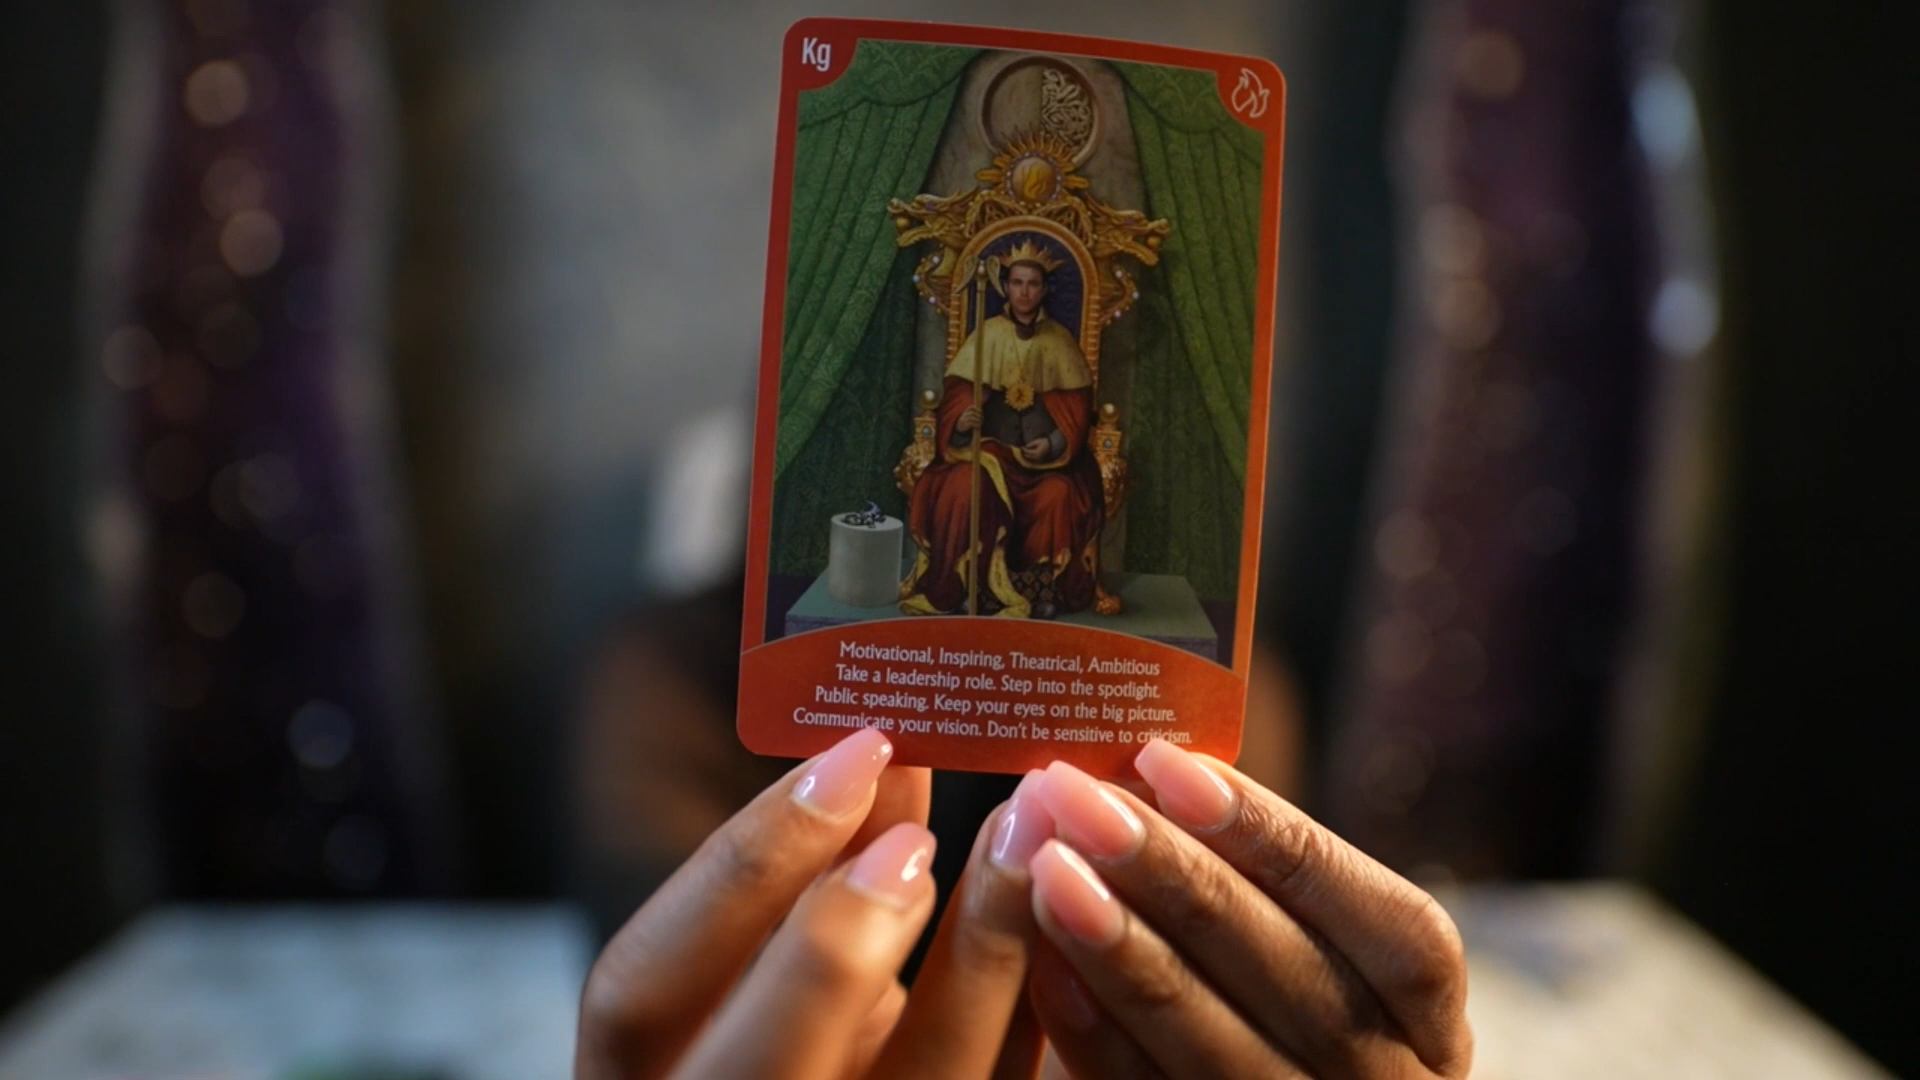 Kg
Motivational, Inspiring, Theatrical, Ambitious
Take a leadership role. Step into the spotlight.
Public speaking. Keep your eyes on the big picture.
Communicate your vision. Don't be sensitive to criticism.